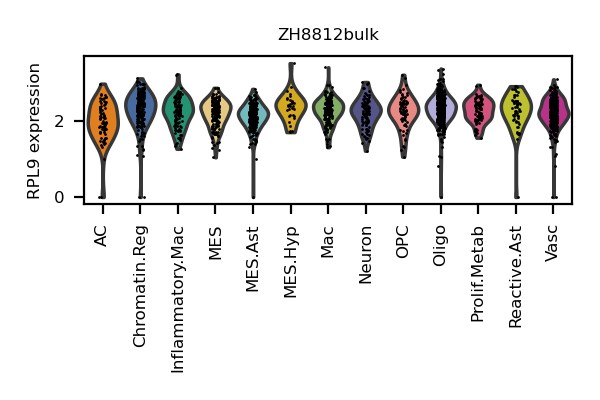 ZH8812bulk
RPL9 expression
2
0
AC
Chromatin.Reg
Inflammatory.Mac
MES
MES.Ast
MES.Hyp
Mac
Neuron
OPC
Oligo
Prolif.Metab
Reactive.Ast
Vasc